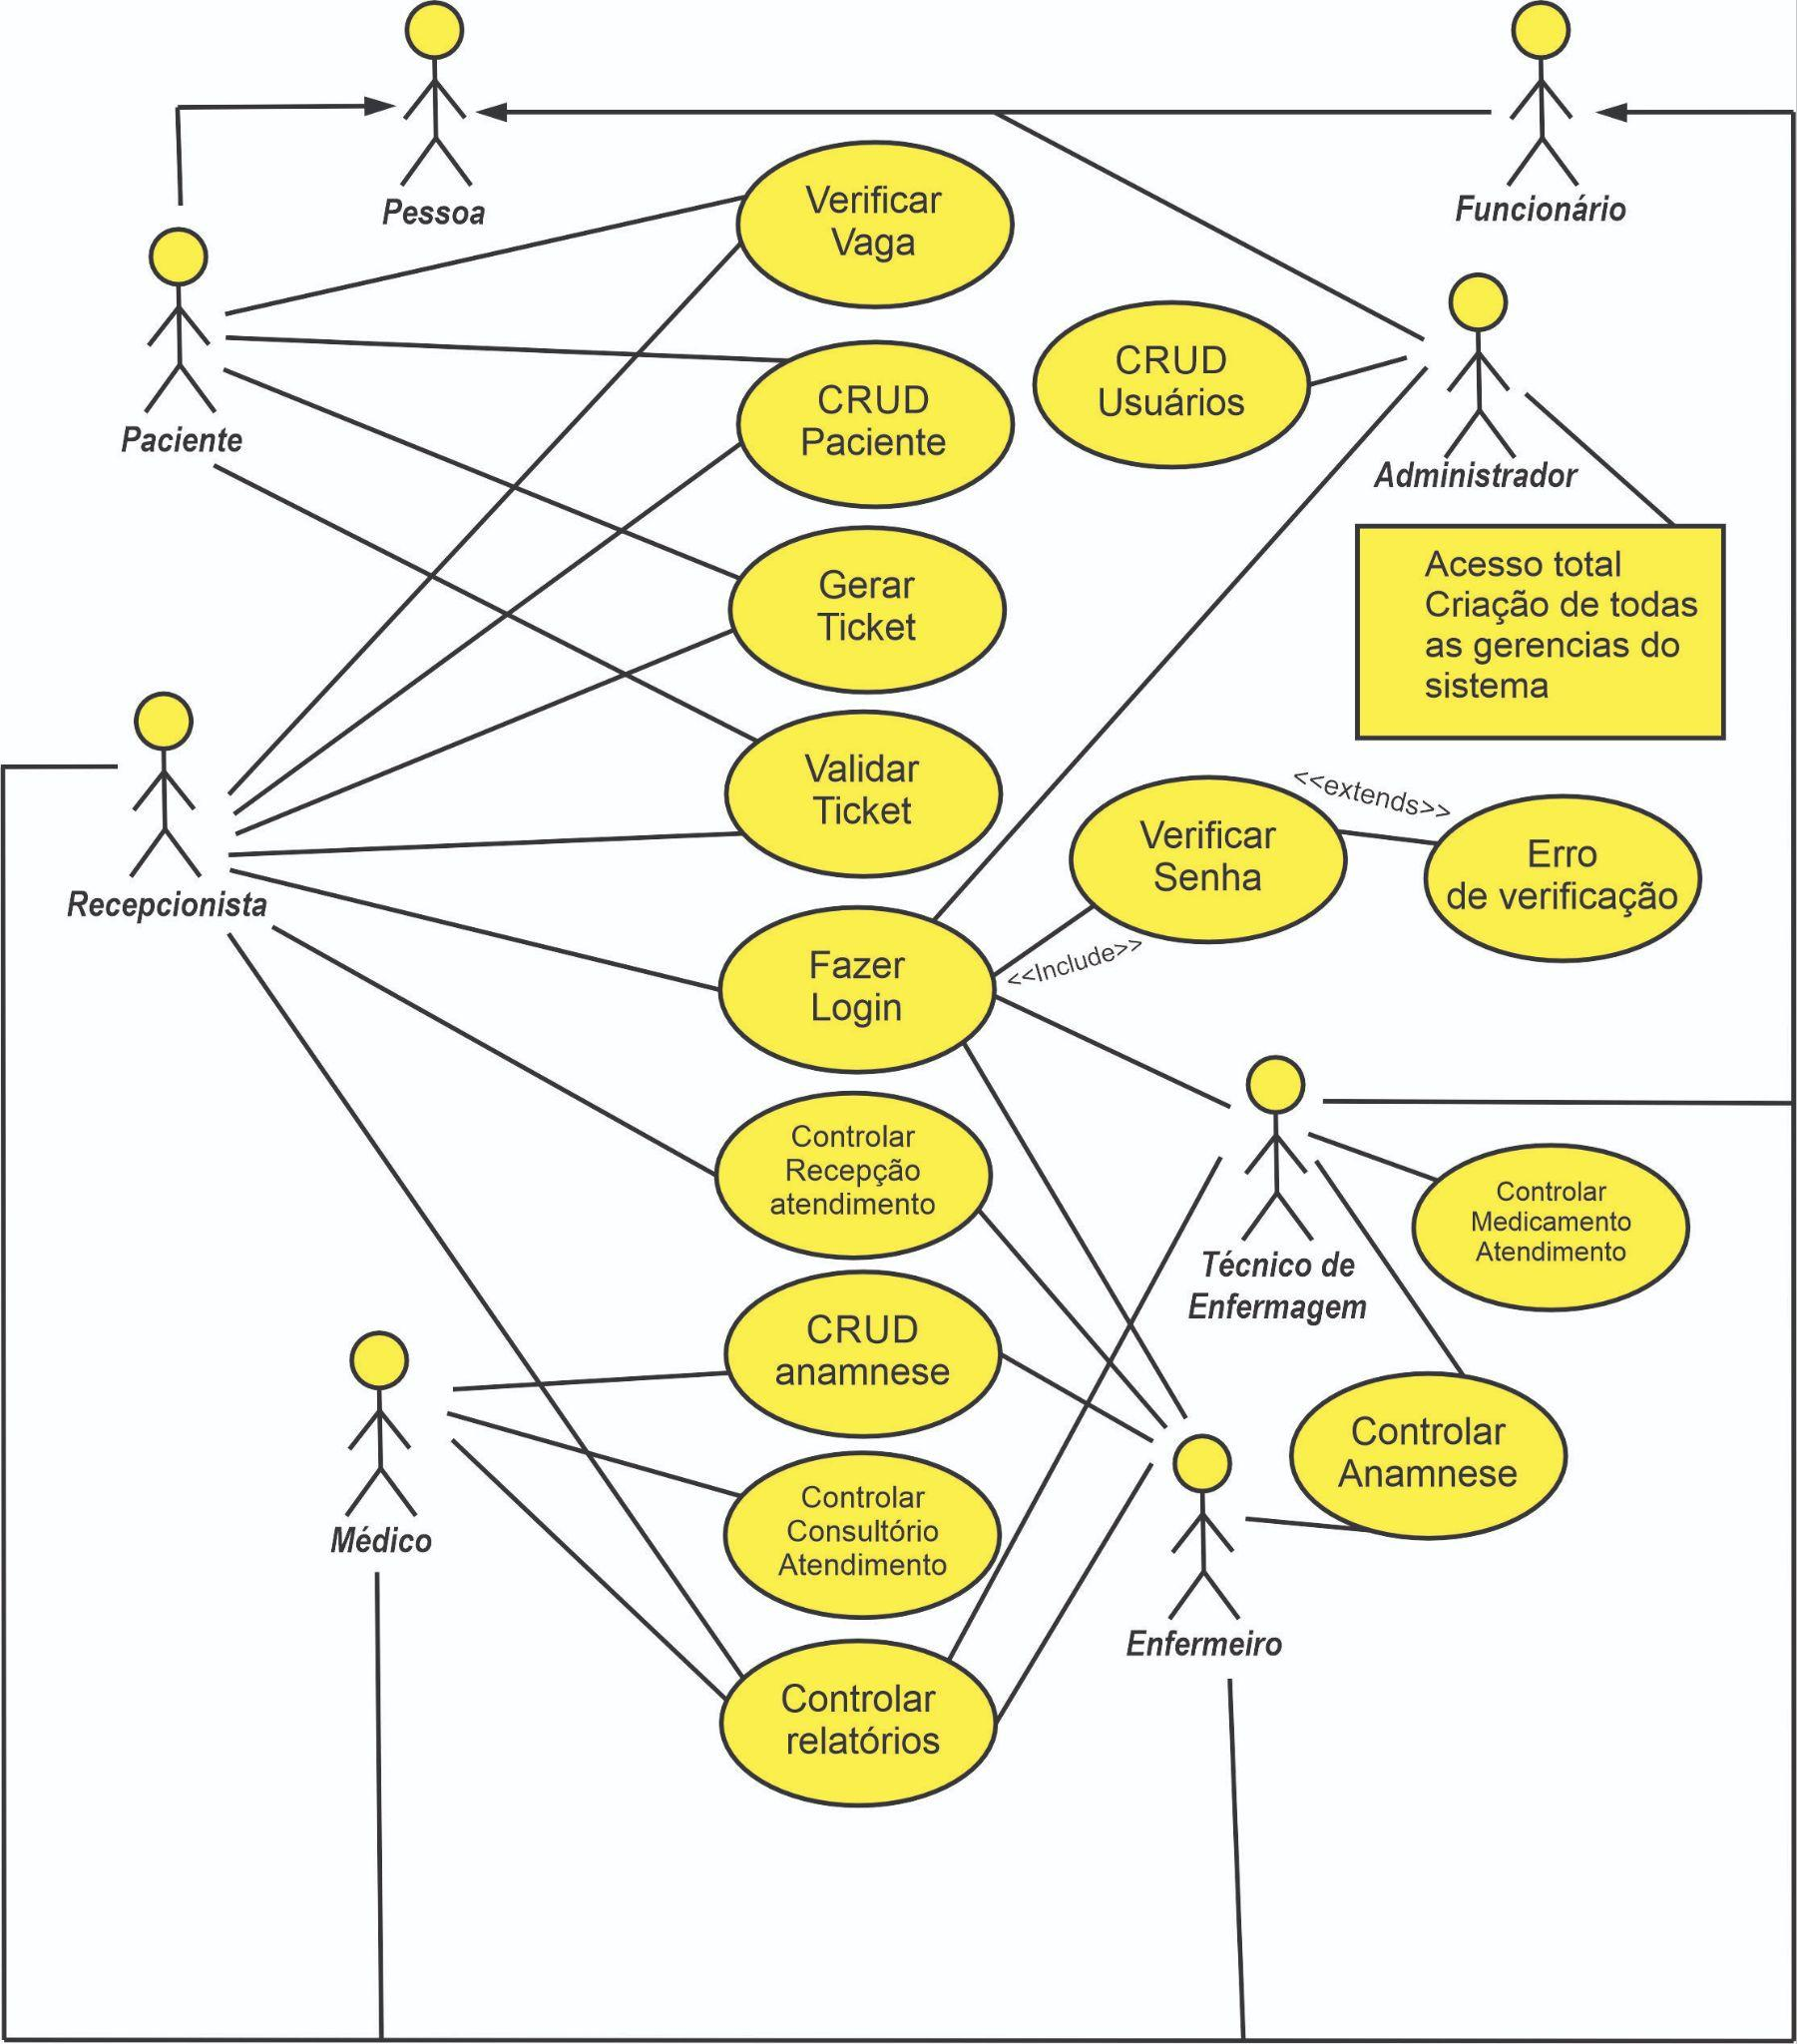 Pessoa
Funcionário
Verificar
Vaga
Paciente
CRUD
Usuários
CRUD
Paciente
Administrador
Gerar
Ticket
Acesso total
Criação de todas
as gerencias do
sistema
Validar
Ticket
<<extends>>
Verificar
Senha
Erro
de verificação
Recepcionista
Fazer
Login
<<Include>>
Controlar
Recepção
atendimento
Técnico de
Enfermagem
Controlar
Medicamento
Atendimento
CRUD
anamnese
Controlar
Anamnese
Médico
Controlar
Consultório
Atendimento
Enfermeiro
Controlar
relatórios